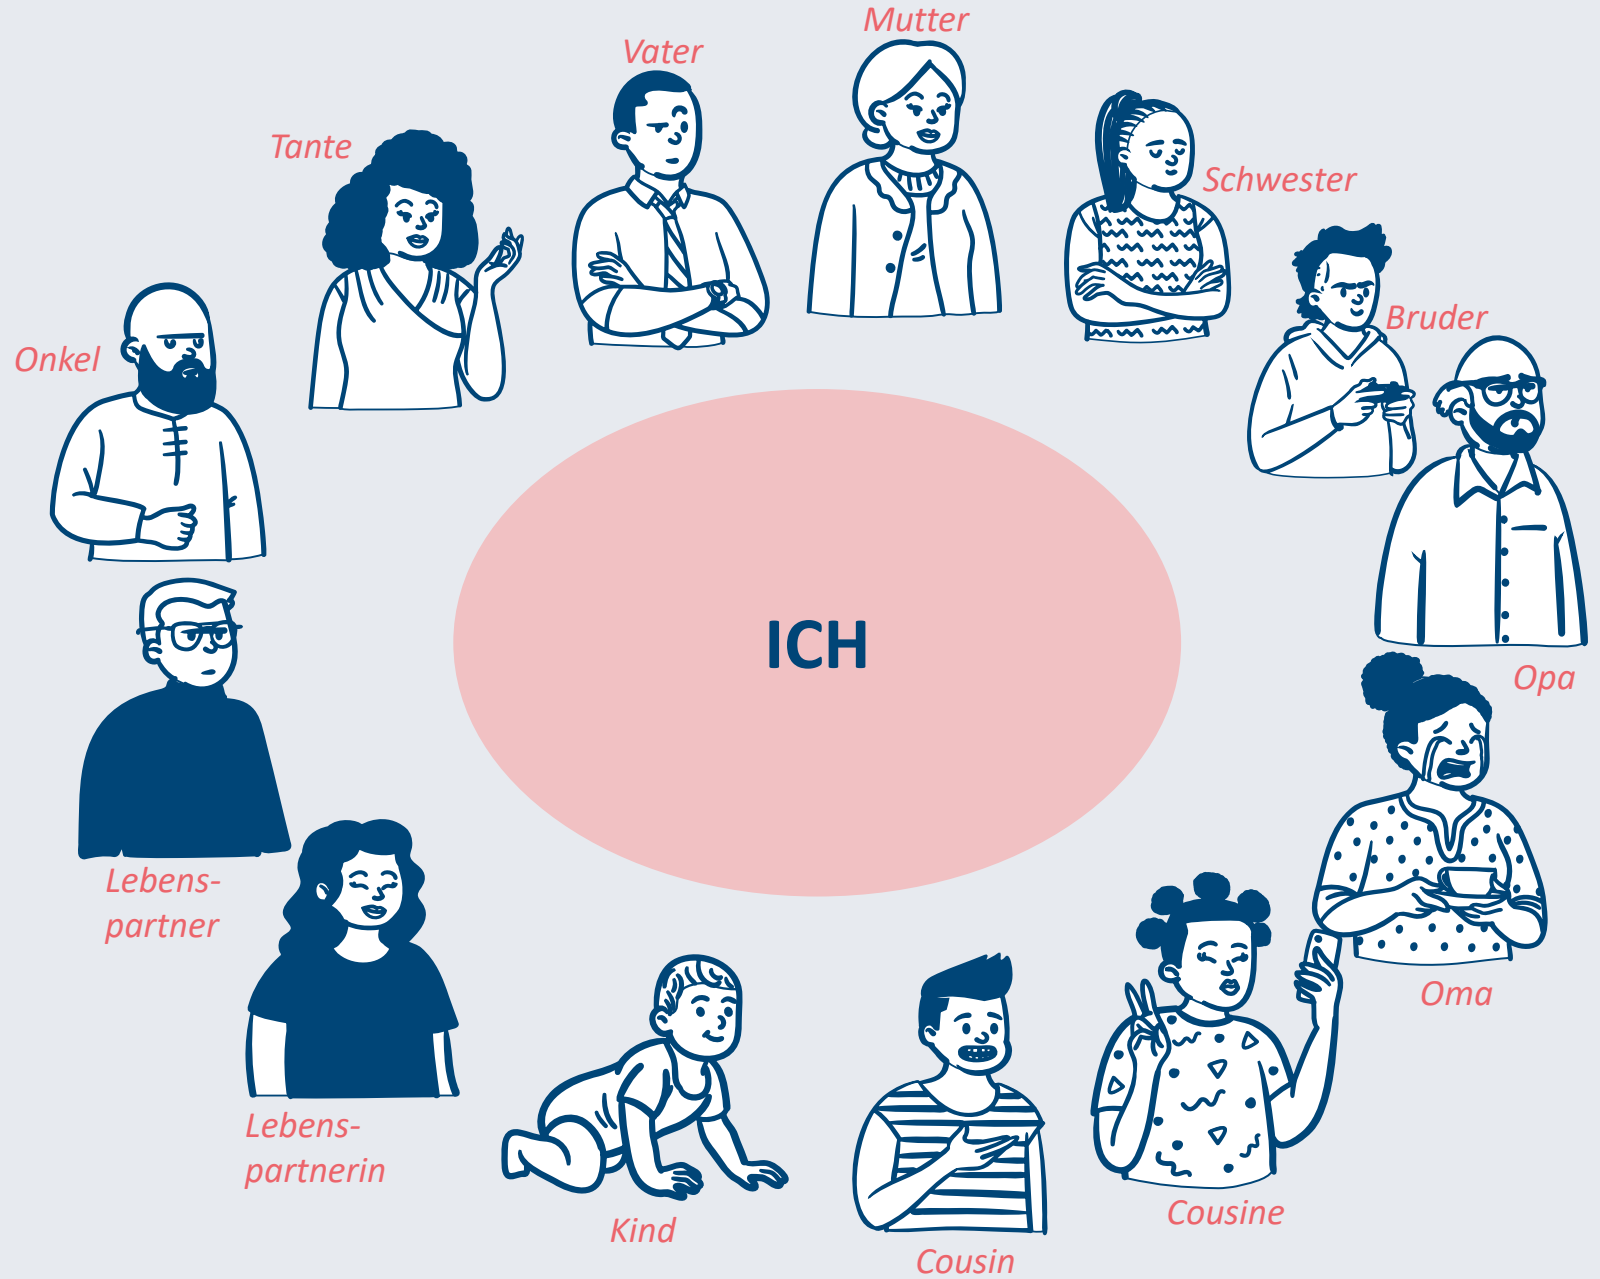 Mutter
Vater
Tante
Schwester
Bruder
Onkel
ICH
Opa
Lebens-
partner
Oma
Lebens-
partnerin
Cousine
Kind
Cousin